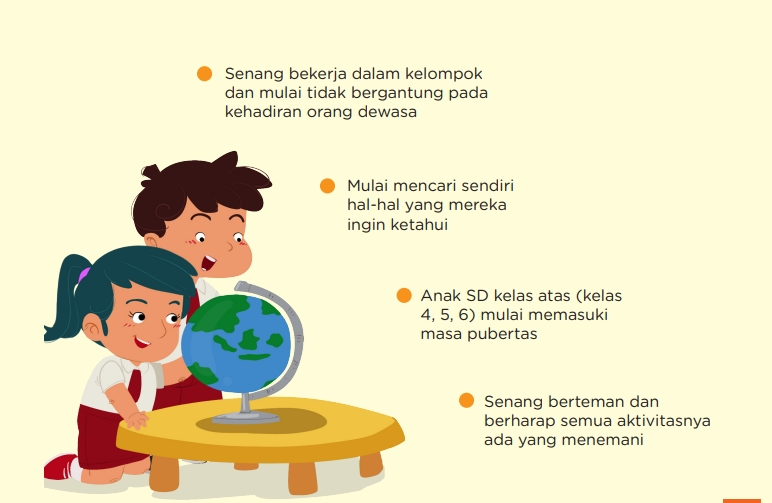 Senang bekerja dalam kelompok
dan mulai tidak bergantung pada
kehadiran orang dewasa
Mulai mencari sendiri
hal-hal yang mereka
ingin ketahui
Anak SD kelas atas (kelas
4, 5, 6) mulai memasuki
masa pubertas
Senang berteman dan
berharap semua aktivitasnya
ada yang menemani